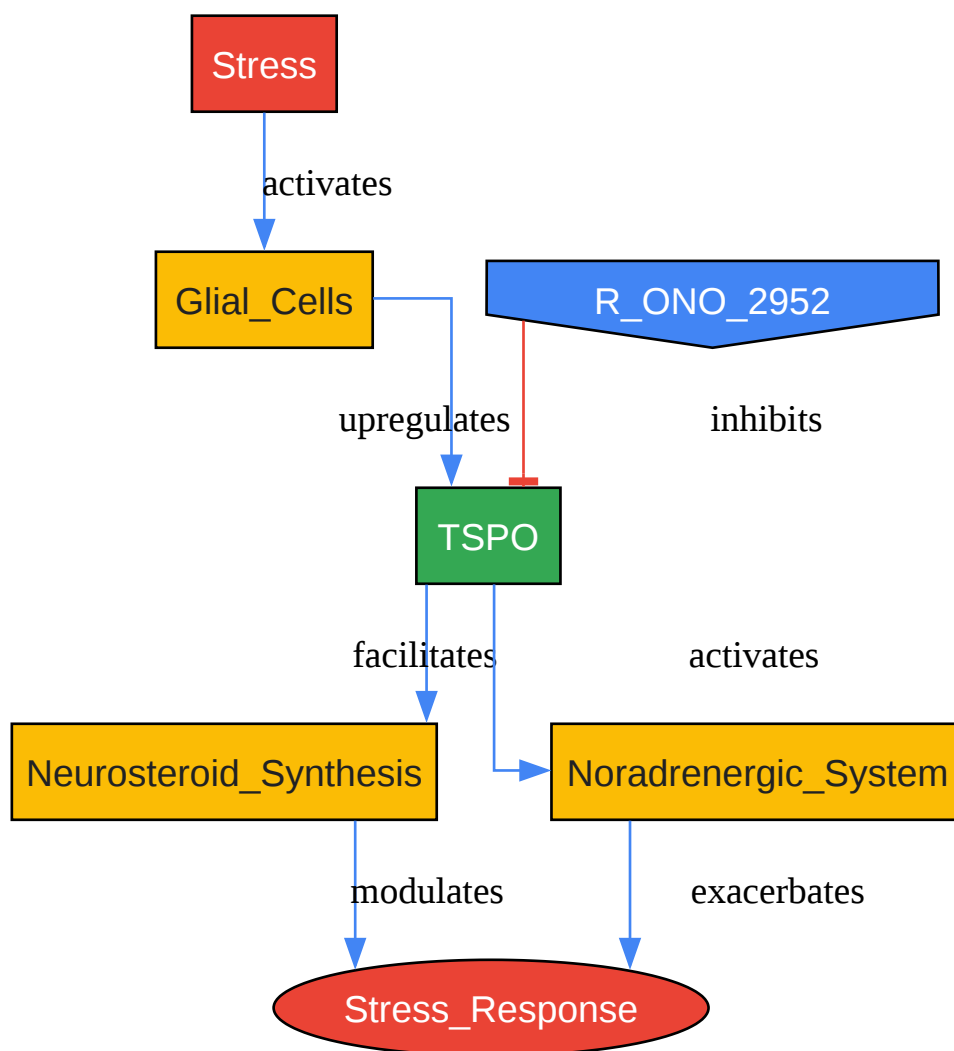 Stress
activates
Glial_Cells
R_ONO_2952
upregulates
inhibits
TSPO
facilitates
activates
Neurosteroid_Synthesis
Noradrenergic_System
modulates
exacerbates
Stress_Response